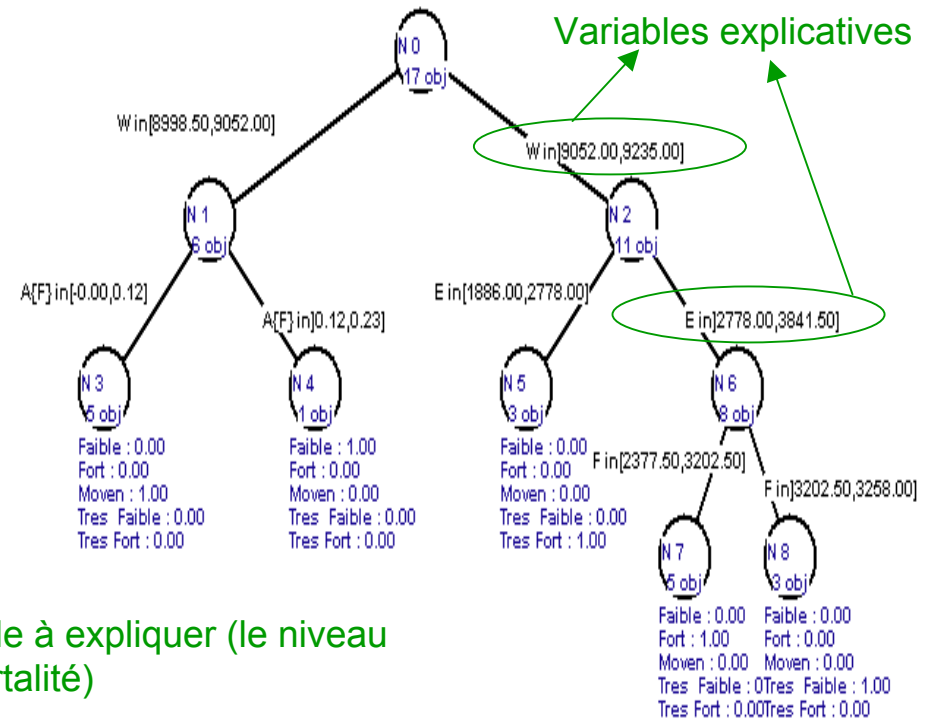 Variables explicatives
N 0
17 obj
W in[8998.50,9052.00]
W in]9052.00,9235.00]
N 1
6 obj
N 2
11 obj
A{F} in[-0.00,0.12]
A{F} in]0.12,0.23]
E in[1886.00,2778.00]
E in]2778.00,3841.50]
N 3
5 obj
Faible : 0.00
Fort : 0.00
Moyen : 1.00
Tres Faible : 0.00
Tres Fort : 0.00
N 4
1 obj
Faible : 1.00
Fort : 0.00
Moyen : 0.00
Tres Faible : 0.00
Tres Fort : 0.00
N 5
3 obj
Faible : 0.00
Fort : 0.00
Moyen : 0.00
Tres Faible : 0.00
Tres Fort : 1.00
N 6
8 obj
F in[2377.50,3202.50]
F in]3202.50,3258.00]
N 7
5 obj
Faible : 0.00
Fort : 1.00
Moyen : 0.00
Tres Faible : 0
Tres Fort : 0.00
N 8
3 obj
Faible : 0.00
Fort : 0.00
Moyen : 0.00
Tres Faible : 1.00
Tres Fort : 0.00
le à expliquer (le niveau
rtalité)